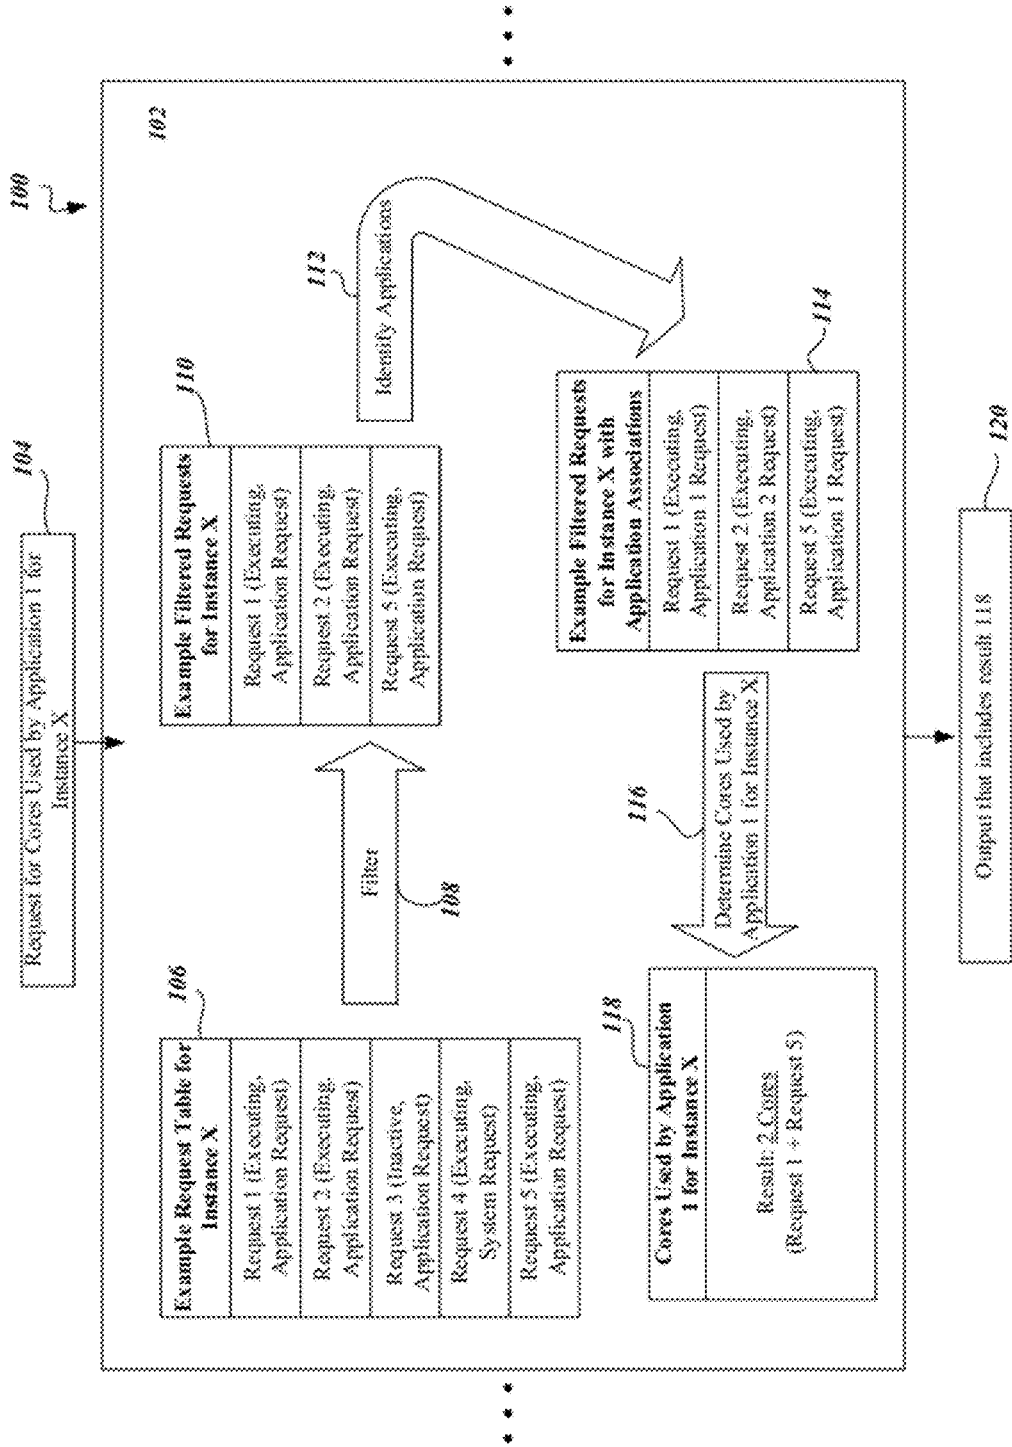 100
Request for Cores Used by Application 1 for
Instance X
104
102
Example Request Table for
Instance X
106
Request 1 (Executing,
Application Request)
Request 2 (Executing,
Application Request)
Request 3 (Inactive,
Application Request)
Request 4 (Executing,
System Request)
Request 5 (Executing,
Application Request)
Filter
108
Example Filtered Requests
for Instance X
110
Request 1 (Executing,
Application Request)
Request 2 (Executing,
Application Request)
Request 5 (Executing,
Application Request)
112
Identify Applications
Example Filtered Requests
for Instance X with
Application Associations
114
Request 1 (Executing,
Application 1 Request)
Request 2 (Executing,
Application 2 Request)
Request 5 (Executing,
Application 1 Request)
116
Determine Cores Used by
Application 1 for Instance X
118
Cores Used by Application
1 for Instance X
Result: 2 Cores
(Request 1 + Request 5)
120
Output that includes result 118